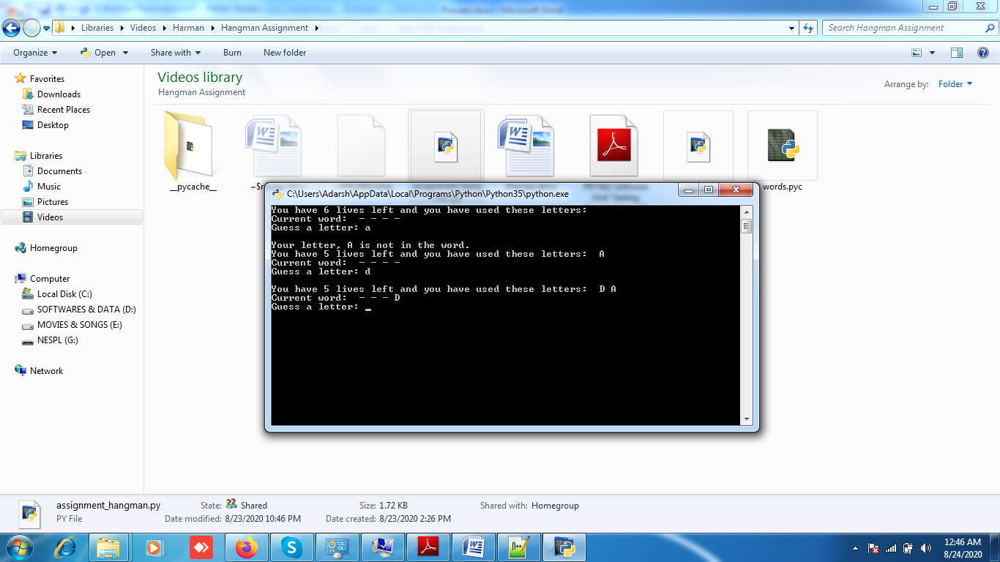 Libraries Videos Harman Hangman Assignment
Search Hangman Assignment
Organize Open Share with Burn New folder
Favorites
Downloads
Recent Places
Desktop
Libraries
Documents
Music
Pictures
Videos
Homegroup
Computer
Local Disk (C:)
SOFTWARES & DATA (D:)
MOVIES & SONGS (E:)
NESPL (G:)
Network
Videos library
Hangman Assignment
Arrange by: Folder
__pycache__
words.pyc
C:\Users\Adarsh\AppData\Local\Programs\Python\Python35\python.exe
You have 6 lives left and you have used these letters:
Current word:  - - - -
Guess a letter: a
Your letter, A is not in the word.
You have 5 lives left and you have used these letters:  A
Current word:  - - - -
Guess a letter: d
You have 5 lives left and you have used these letters:  D A
Current word:  - - - D
Guess a letter: _
assignment_hangman.py State: Shared Size: 1.72 KB Shared with: Homegroup
PY File Date modified: 8/23/2020 10:46 PM Date created: 8/23/2020 2:26 PM
12:46 AM
8/24/2020